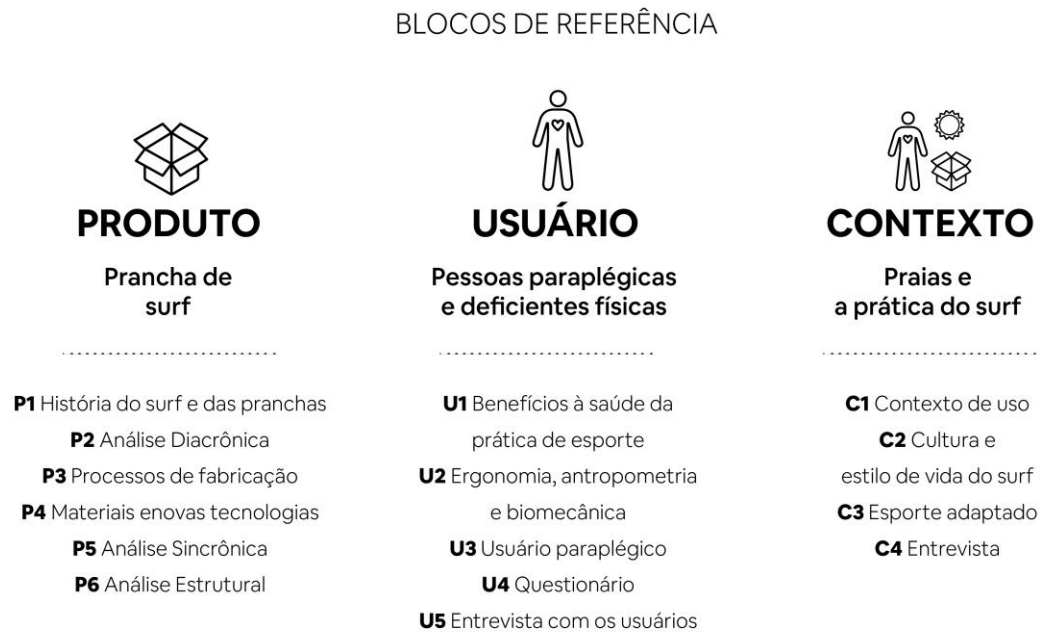 BLOCOS DE REFERÊNCIA
PRODUTO
Prancha de
surf
P1 História do surf e das pranchas
P2 Análise Diacrônica
P3 Processos de fabricação
P4 Materiais enovas tecnologias
P5 Análise Sincrônica
P6 Análise Estrutural
USUÁRIO
Pessoas paraplégicas
e deficientes físicas
U1 Benefícios à saúde da
prática de esporte
U2 Ergonomia, antropometria
e biomecânica
U3 Usuário paraplégico
U4 Questionário
U5 Entrevista com os usuários
CONTEXTO
Praias e
a prática do surf
C1 Contexto de uso
C2 Cultura e
estilo de vida do surf
C3 Esporte adaptado
C4 Entrevista